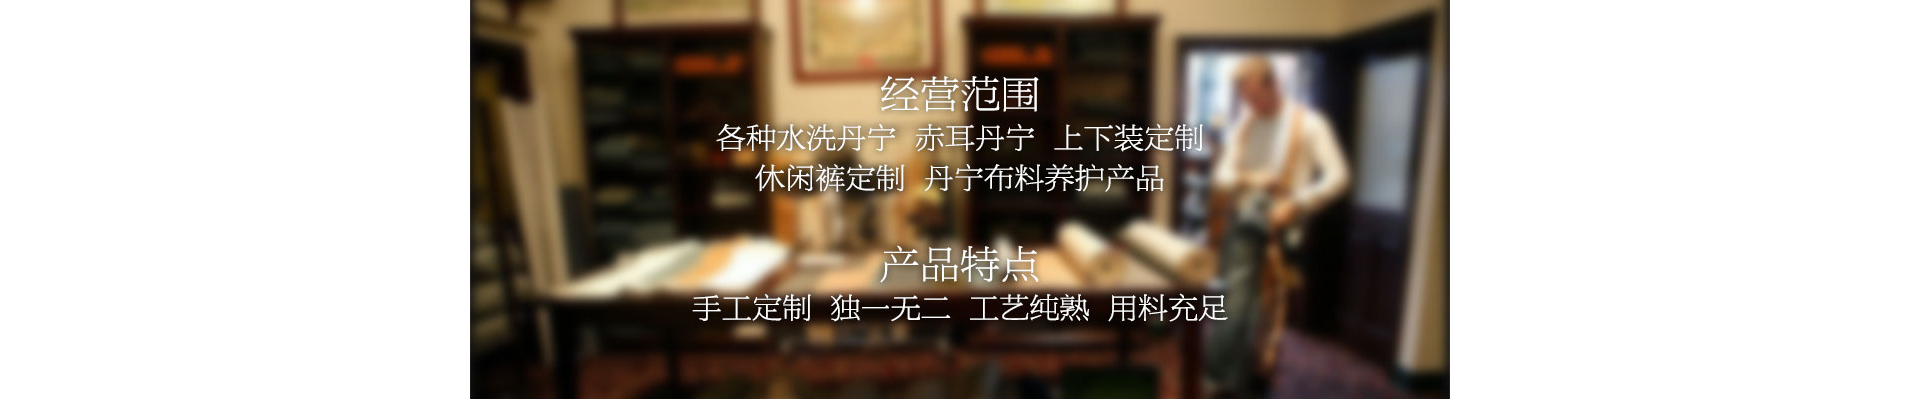 经营范围
各种水洗丹宁 赤耳丹宁 上下装定制
休闲裤定制 丹宁布料养护产品
产品特点
手工定制 独一无二 工艺纯熟 用料充足